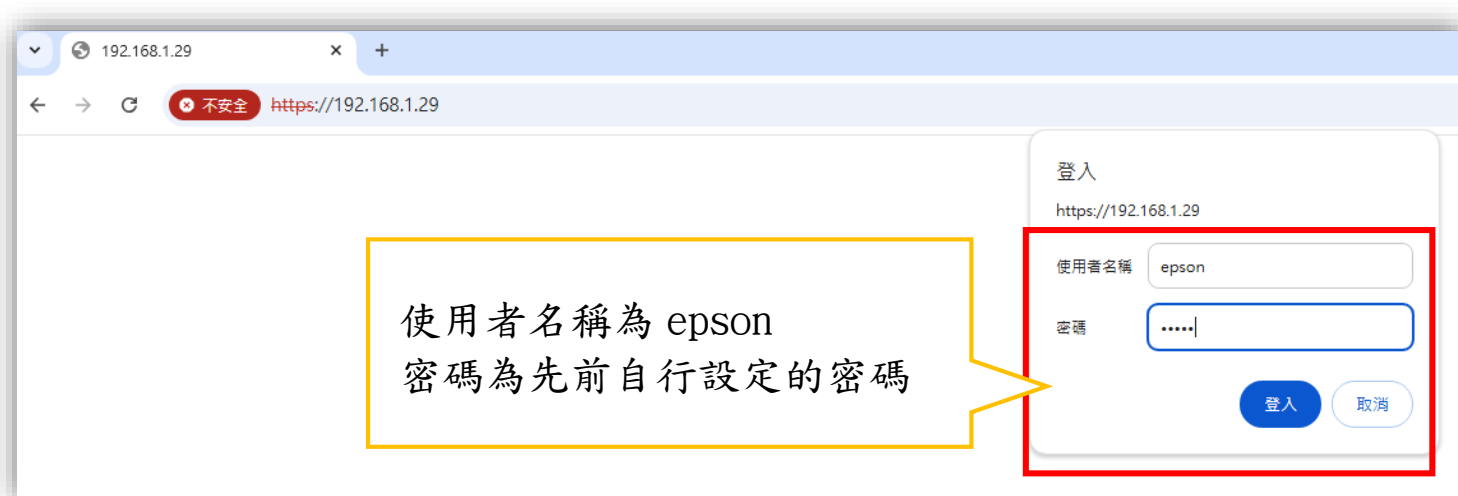 192.168.1.29
不安全 https://192.168.1.29
登入
https://192.168.1.29
使用者名稱 epson
密碼 •••••
登入 取消
使用者名稱為 epson
密碼為先前自行設定的密碼